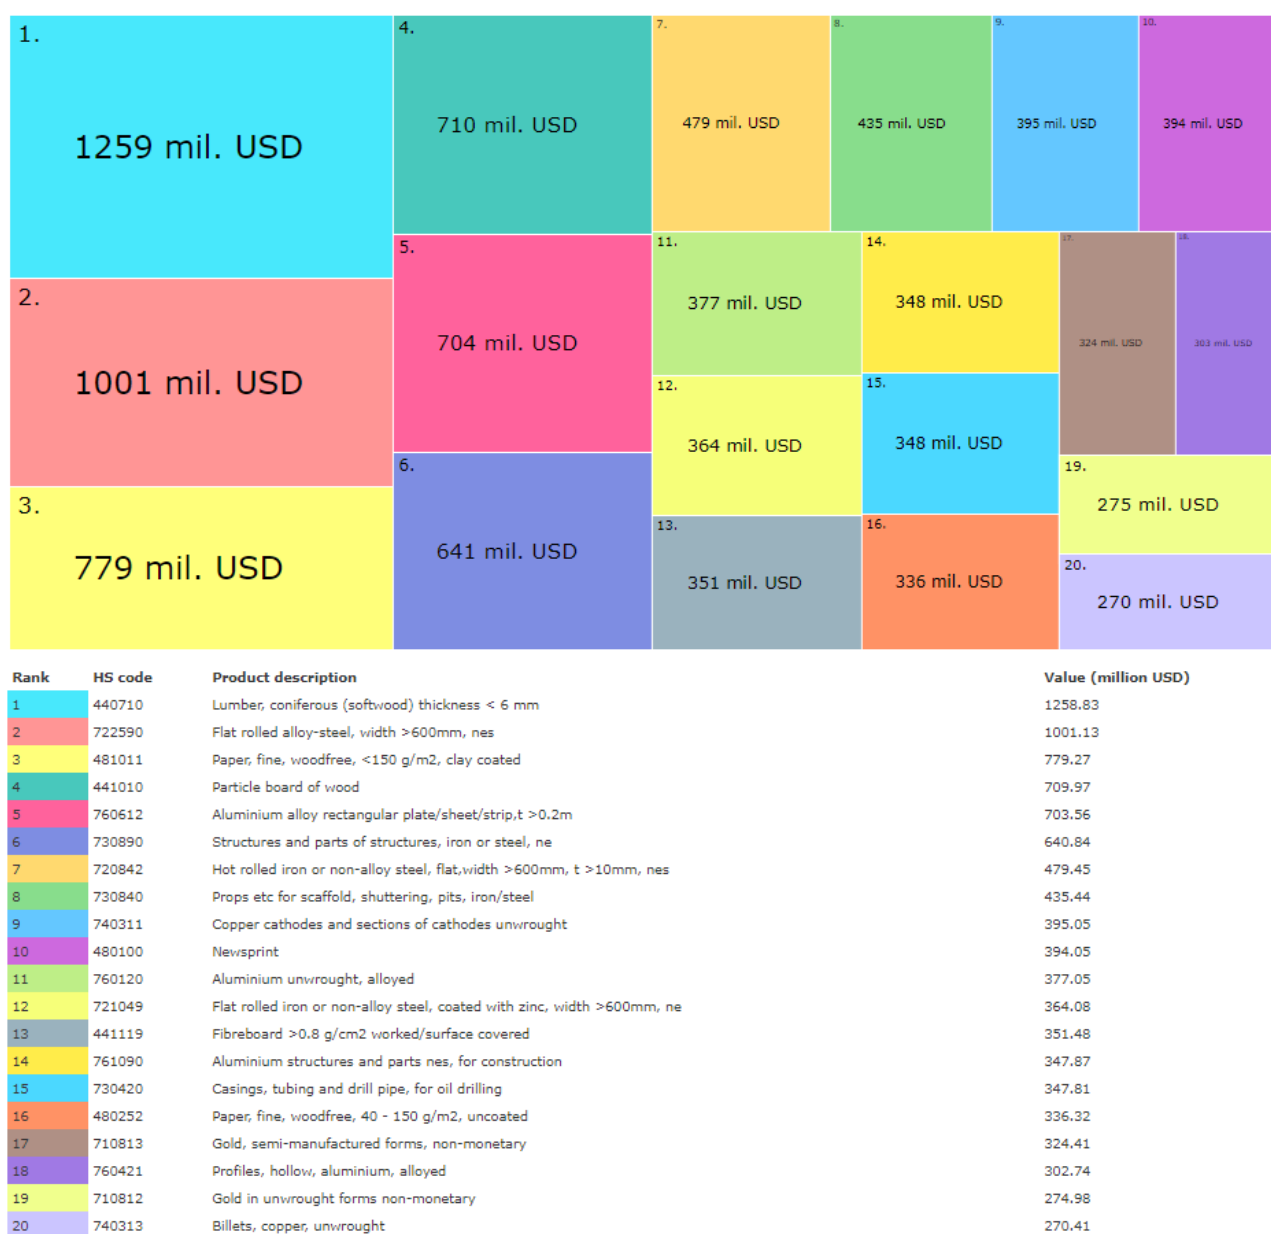 1.
1259 mil. USD
2.
1001 mil. USD
3.
779 mil. USD
4.
710 mil. USD
5.
704 mil. USD
6.
641 mil. USD
7.
479 mil. USD
8.
435 mil. USD
9.
395 mil. USD
10.
394 mil. USD
11.
377 mil. USD
12.
364 mil. USD
13.
351 mil. USD
14.
348 mil. USD
15.
348 mil. USD
16.
336 mil. USD
17.
324 mil. USD
18.
303 mil. USD
19.
275 mil. USD
20.
270 mil. USD
Rank HS code Product description Value (million USD)
1 440710 Lumber, coniferous (softwood) thickness < 6 mm 1258.83
2 722590 Flat rolled alloy-steel, width >600mm, nes 1001.13
3 481011 Paper, fine, woodfree, <150 g/m2, clay coated 779.27
4 441010 Particle board of wood 709.97
5 760612 Aluminium alloy rectangular plate/sheet/strip,t >0.2m 703.56
6 730890 Structures and parts of structures, iron or steel, ne 640.84
7 720842 Hot rolled iron or non-alloy steel, flat,width >600mm, t >10mm, nes 479.45
8 730840 Props etc for scaffold, shuttering, pits, iron/steel 435.44
9 740311 Copper cathodes and sections of cathodes unwrought 395.05
10 480100 Newsprint 394.05
11 760120 Aluminium unwrought, alloyed 377.05
12 721049 Flat rolled iron or non-alloy steel, coated with zinc, width >600mm, ne 364.08
13 441119 Fibreboard >0.8 g/cm2 worked/surface covered 351.48
14 761090 Aluminium structures and parts nes, for construction 347.87
15 730420 Casings, tubing and drill pipe, for oil drilling 347.81
16 480252 Paper, fine, woodfree, 40 - 150 g/m2, uncoated 336.32
17 710813 Gold, semi-manufactured forms, non-monetary 324.41
18 760421 Profiles, hollow, aluminium, alloyed 302.74
19 710812 Gold in unwrought forms non-monetary 274.98
20 740313 Billets, copper, unwrought 270.41